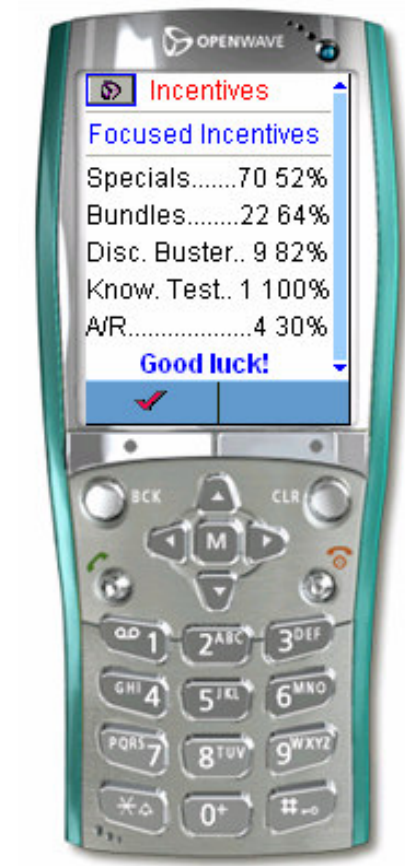 OPENWAVE
Incentives
Focused Incentives
Specials.......70 52%
Bundles........22 64%
Disc. Buster.. 9 82%
Know. Test.. 1 100%
A/R..................4 30%
Good luck!
BCK CLR
M
1 2ABC 3DEF
GHI4 5JKL 6MNO
PQRS7 8TUV 9WXYZ
* 0+ #